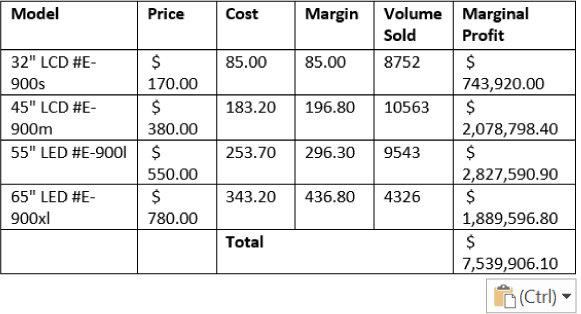 Model Price Cost Margin Volume Sold Marginal Profit
32" LCD #E-900s $ 170.00 85.00 85.00 8752 $ 743,920.00
45" LCD #E-900m $ 380.00 183.20 196.80 10563 $ 2,078,798.40
55" LED #E-900l $ 550.00 253.70 296.30 9543 $ 2,827,590.90
65" LED #E-900xl $ 780.00 343.20 436.80 4326 $ 1,889,596.80
Total $ 7,539,906.10
(Ctrl)